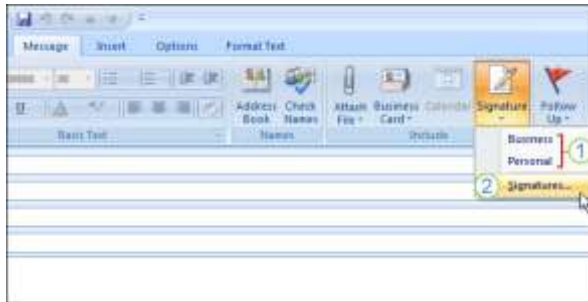 Message Insert Options Format Text
Address Book Check Names Attach File Business Card Calendar Signature Follow Up
Basic Text Names Include
Business
Personal
1
2 Signatures...